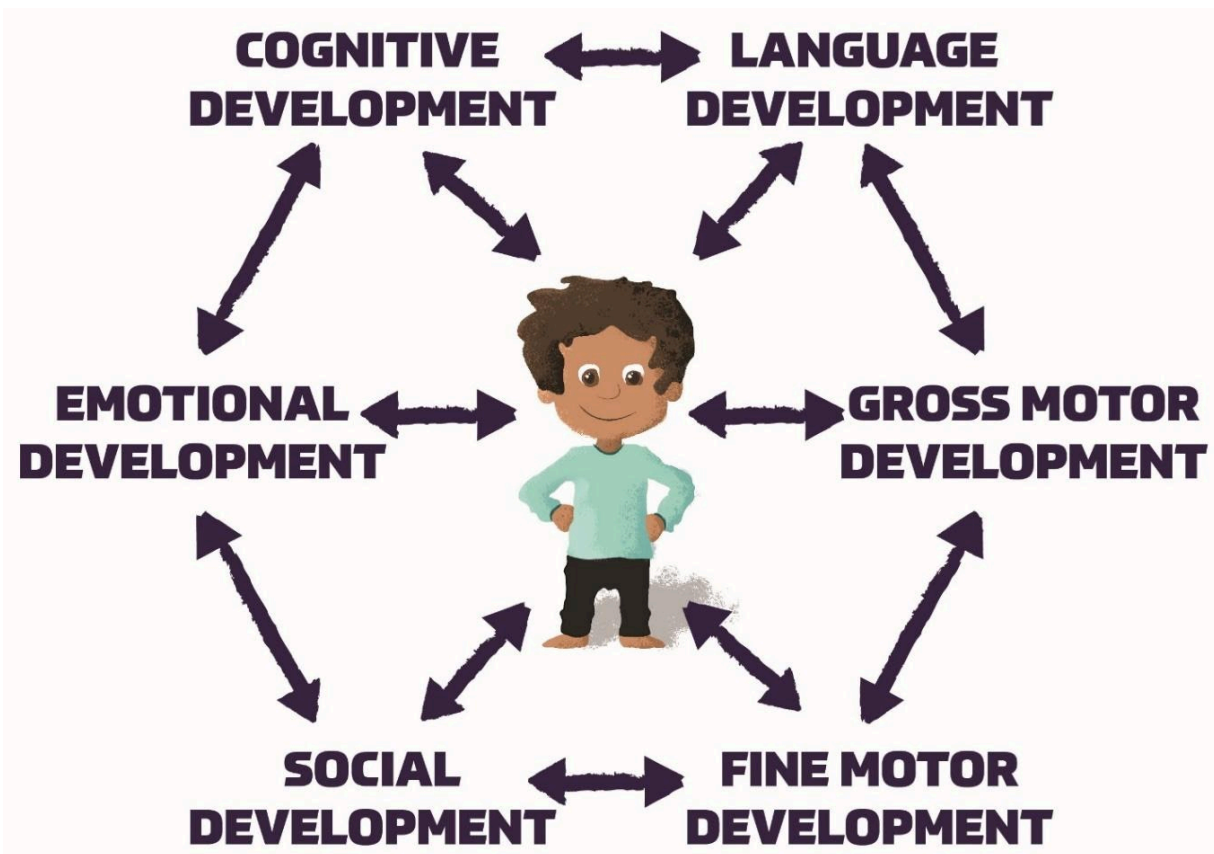 COGNITIVE
DEVELOPMENT
LANGUAGE
DEVELOPMENT
EMOTIONAL
DEVELOPMENT
GROSS MOTOR
DEVELOPMENT
SOCIAL
DEVELOPMENT
FINE MOTOR
DEVELOPMENT